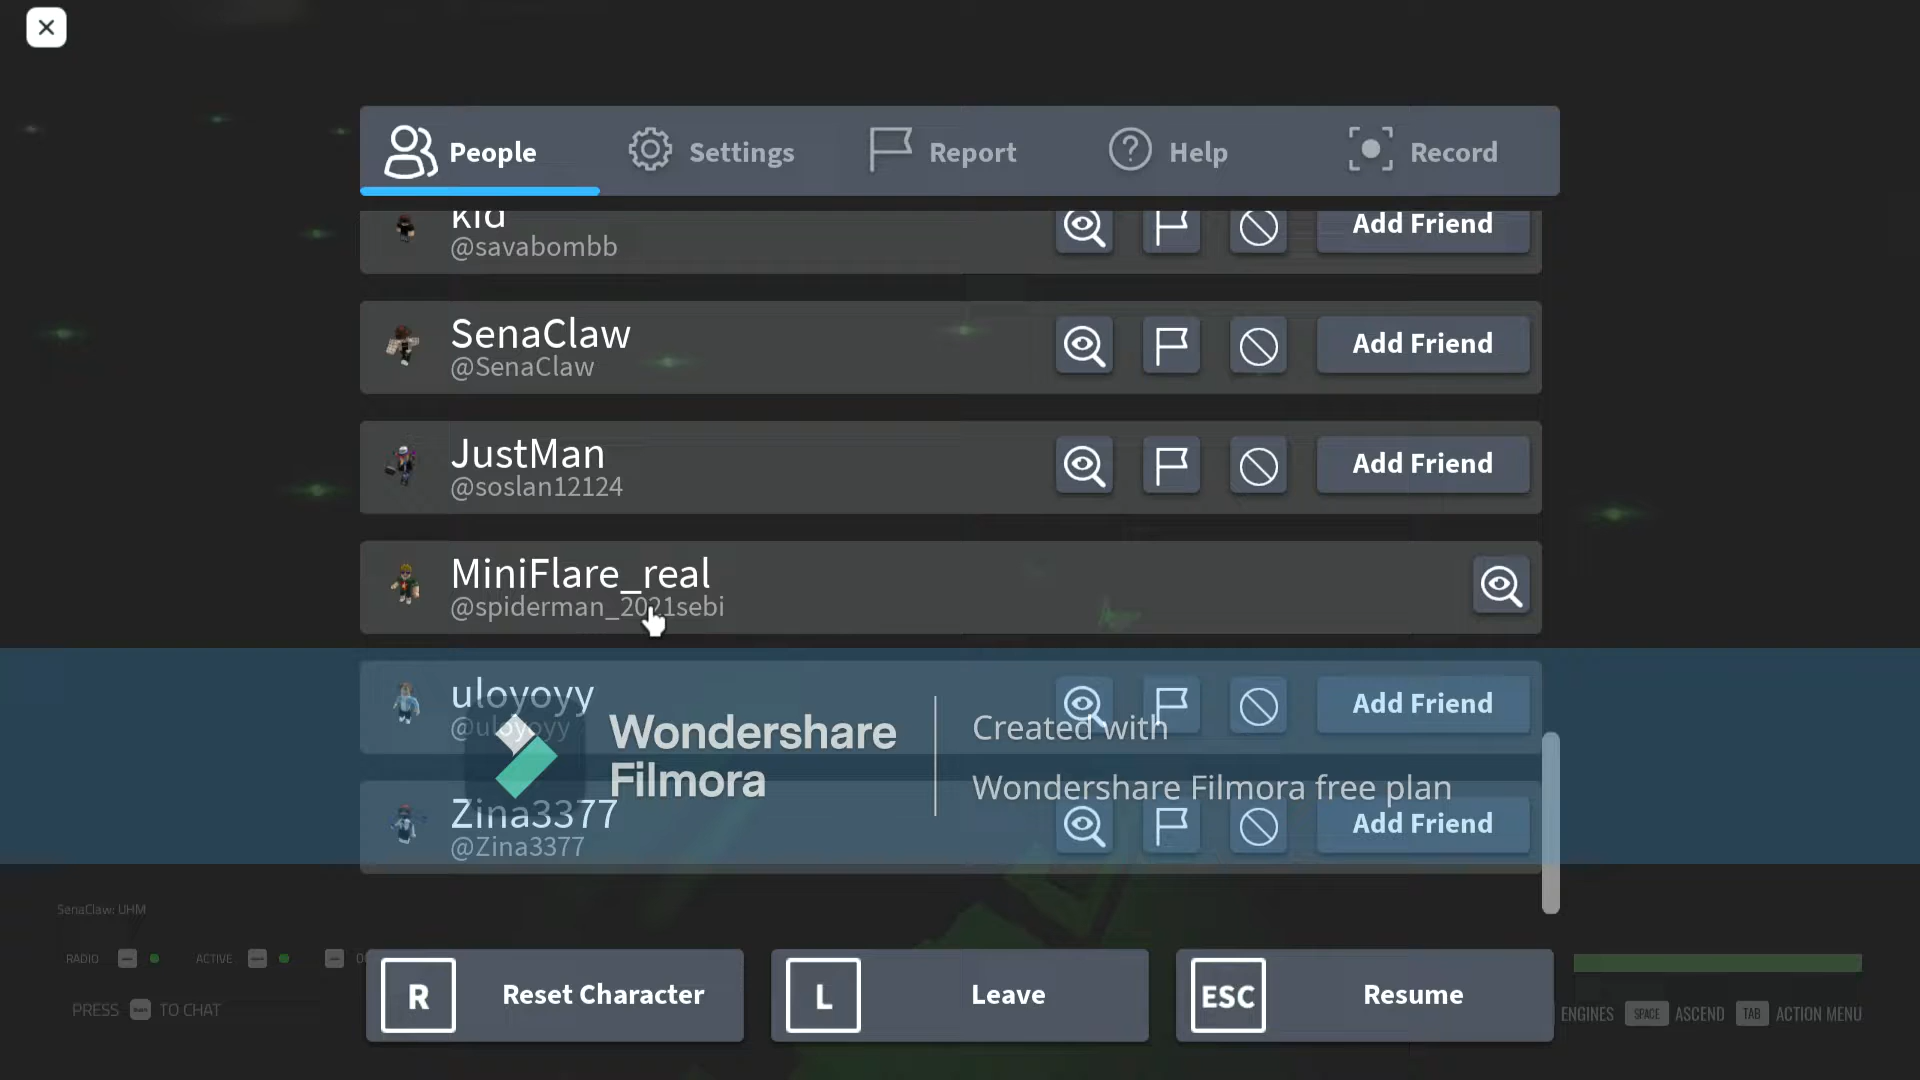 People
Settings
Report
Help
Record
kid
@savabombb
Add Friend
SenaClaw
@SenaClaw
Add Friend
JustMan
@soslan12124
Add Friend
MiniFlare_real
@spiderman_2021sebi
uloyoyy
@uloyoyy
Add Friend
Wondershare
Filmora
Created with
Wondershare Filmora free plan
Zina3377
@Zina3377
Add Friend
SenaClaw: UHM
RADIO
ACTIVE
PRESS TO CHAT
R Reset Character
L Leave
ESC Resume
ENGINES SPACE ASCEND TAB ACTION MENU